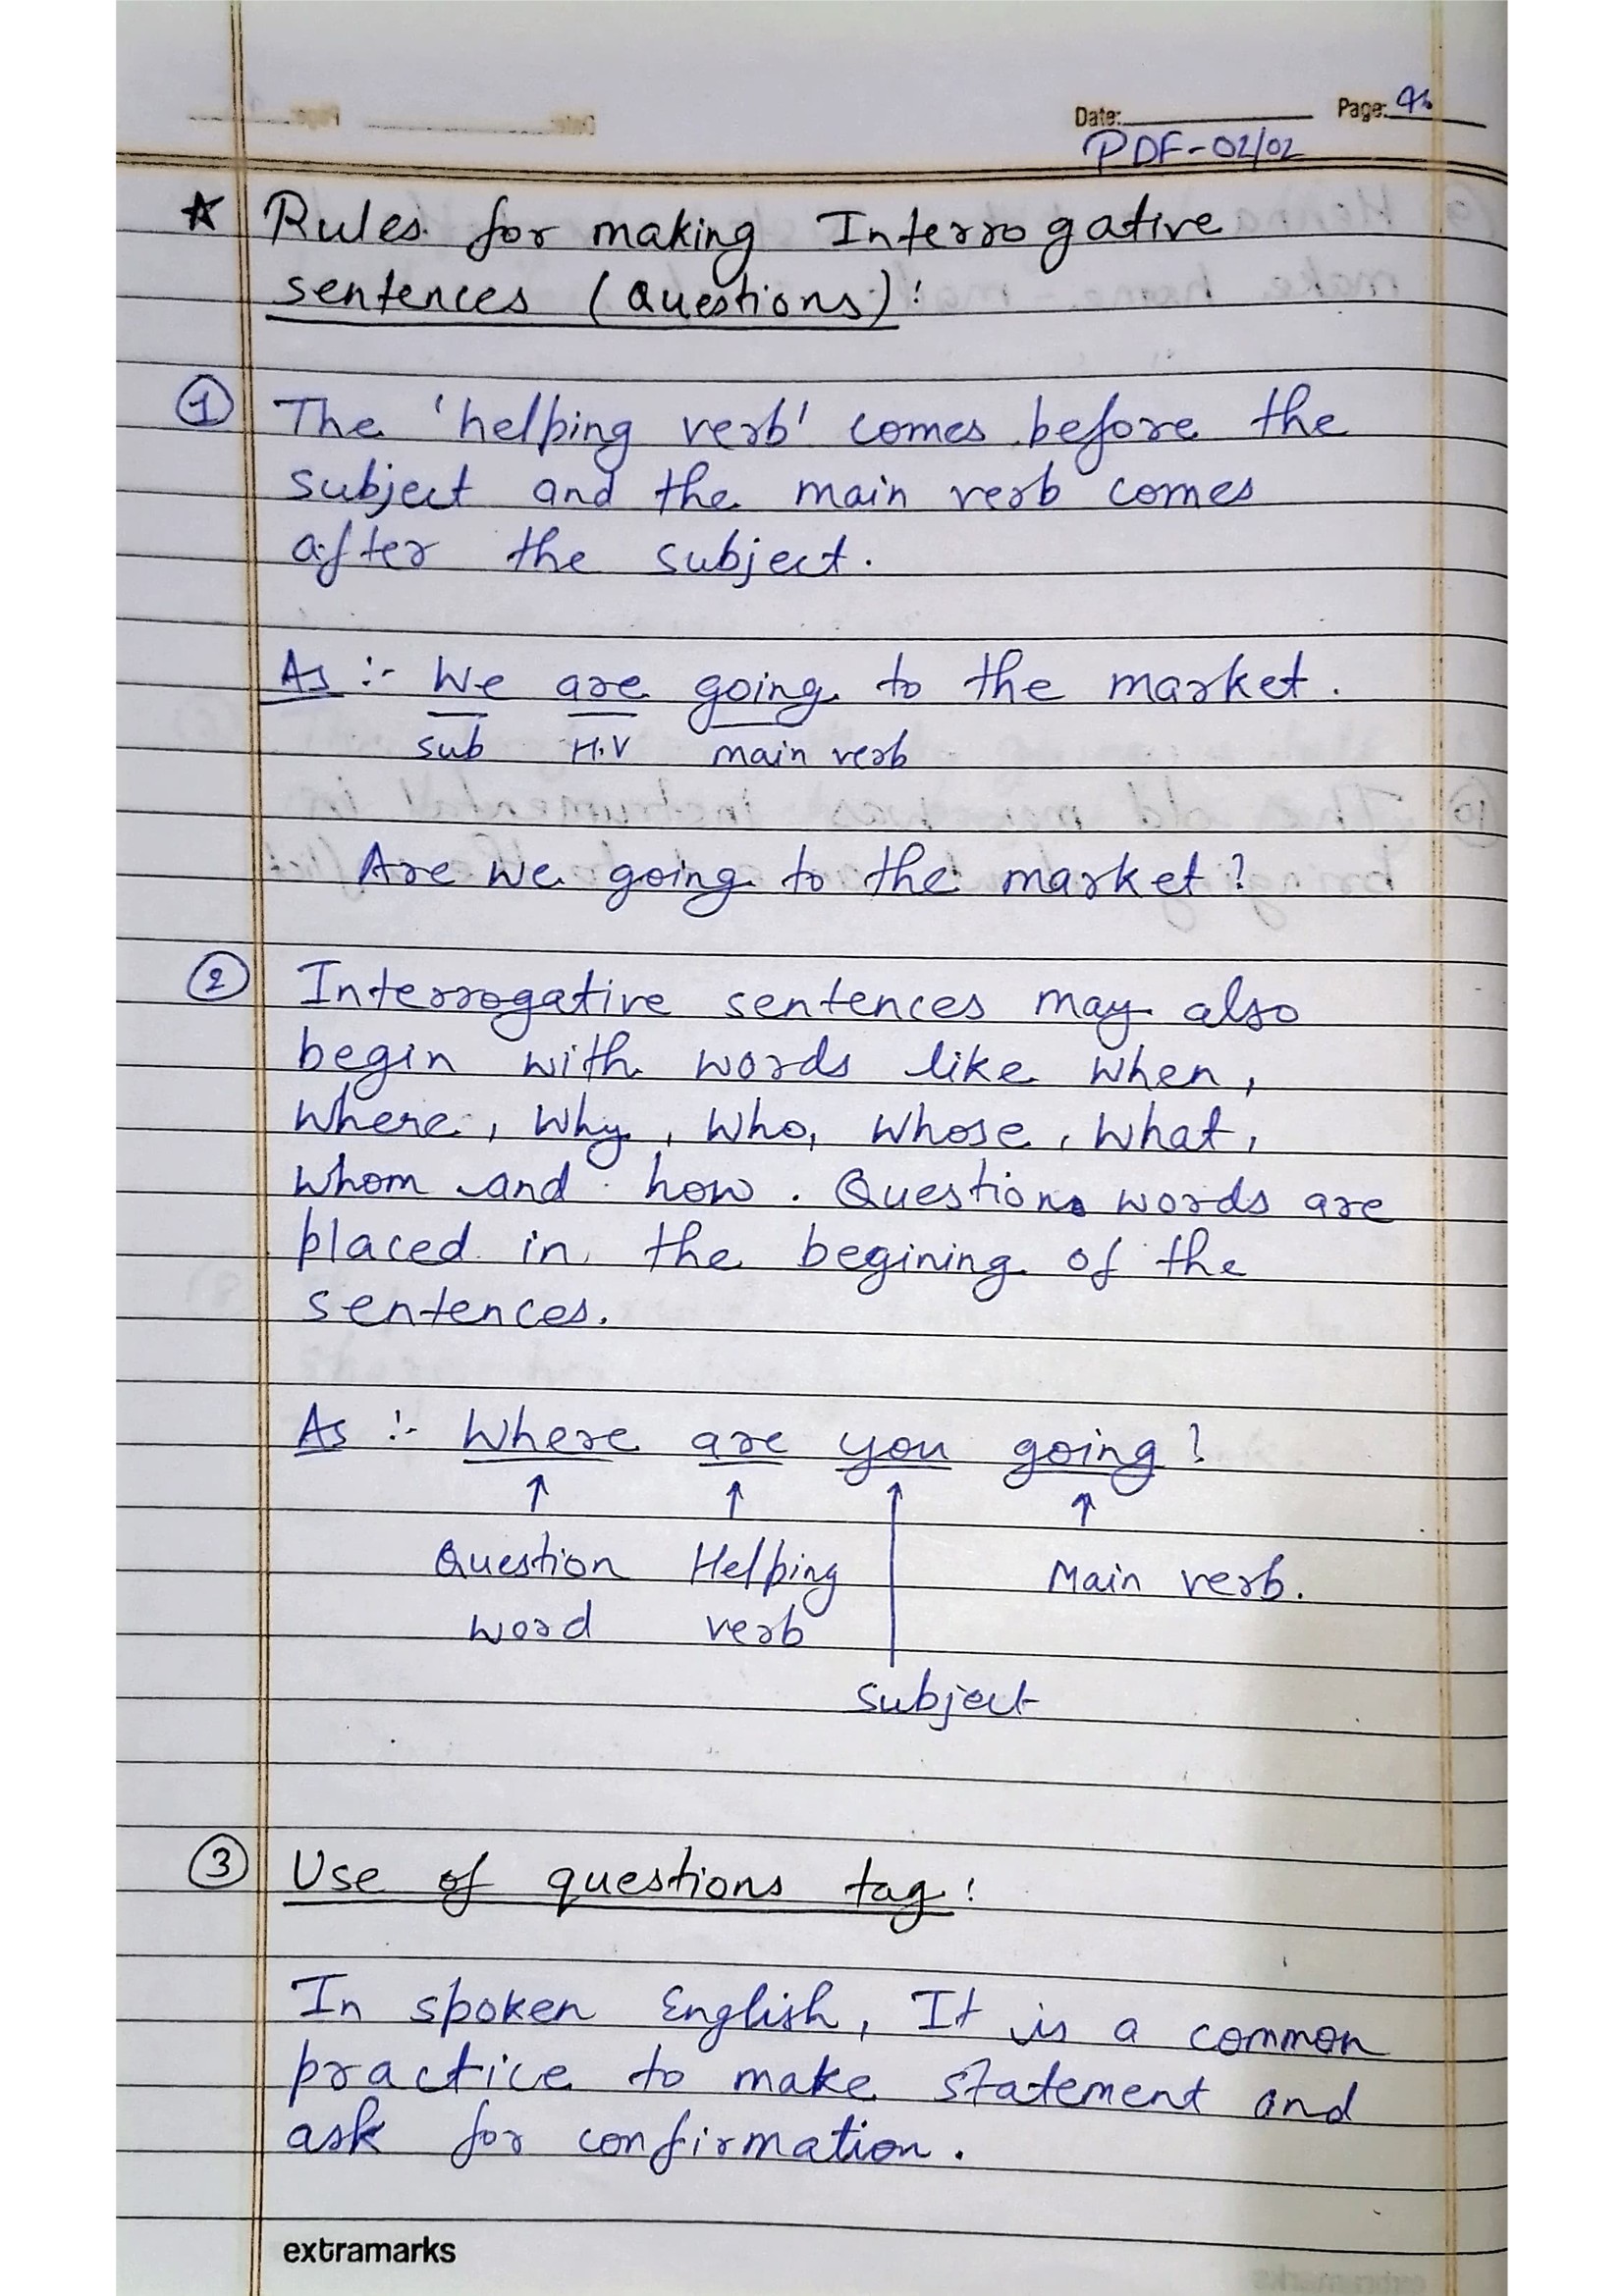 Date: Page:
PDF-02/02
★ Rules for making Interrogative
sentences (Questions):
① The 'helping verb' comes before the
subject and the main verb comes
after the subject.
As :- We are going to the market.
sub H.V main verb
Are we going to the market?
② Interrogative sentences may also
begin with words like when,
where, why, who, whose, what,
whom and how. Questions words are
placed in the begining of the
sentences.
As :- Where are you going?
↑ ↑ ↑ ↑
Question Helping Main verb.
word verb
subject
③ Use of questions tag:
In spoken English, It is a common
practice to make statement and
ask for confirmation.
extramarks